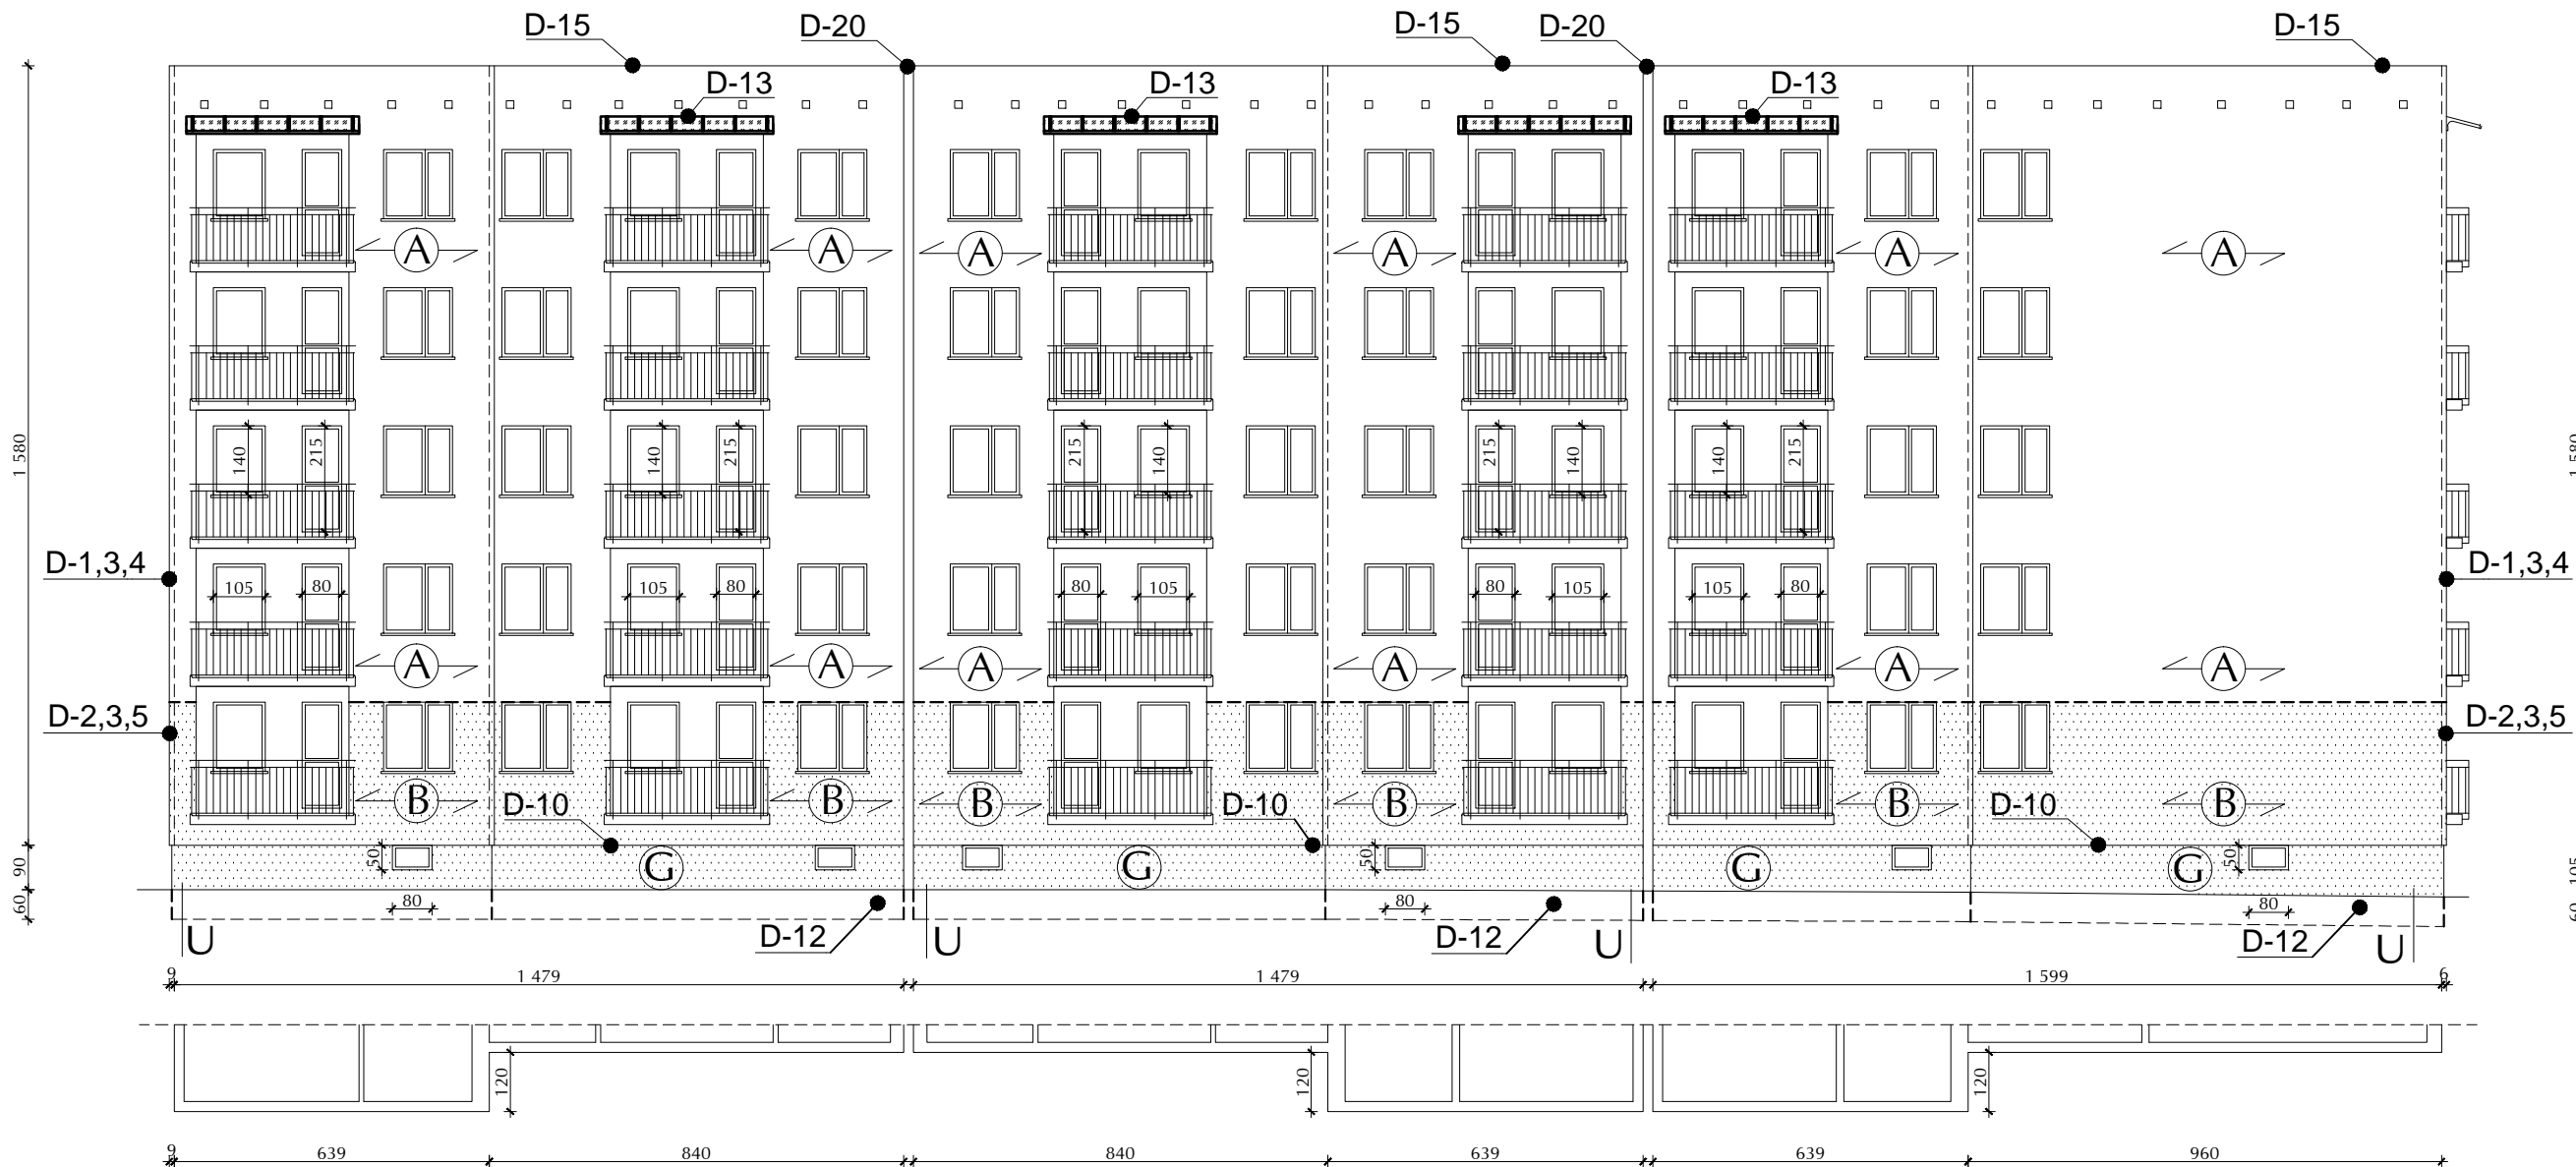 D-15 D-20 D-15 D-20 D-15
D-13 D-13 D-13
A A A A A A
1 580
140 215 140 215 215 140 215 140 140 215
1 580
D-1,3,4 D-1,3,4
105 80 105 80 80 105 80 105 105 80
A A A A A A
D-2,3,5 D-2,3,5
B D-10 B B D-10 B B D-10 B
90 50 G G 50 G G 50 105
60 80 80 80 60
U D-12 U D-12 U D-12 U
9 1 479 1 479 1 599 6
120 120 120
9 639 840 840 639 639 960